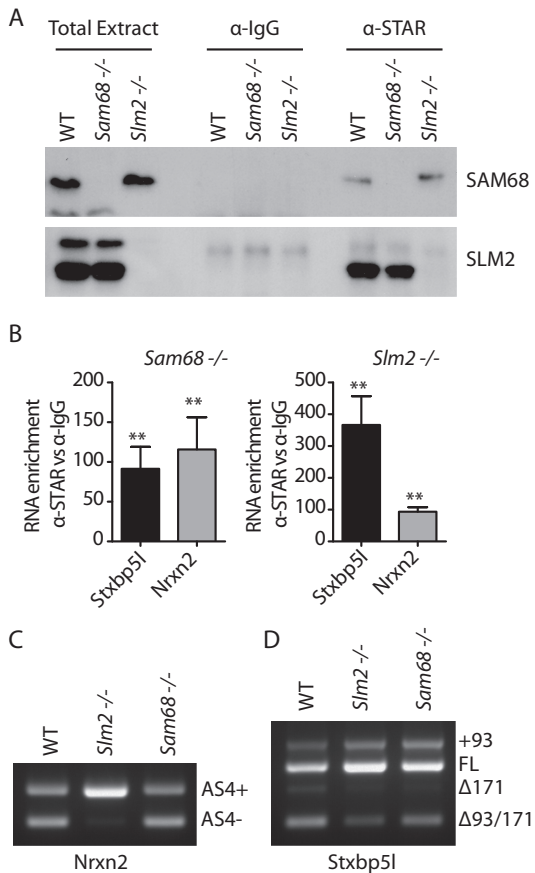 A
Total Extract
α-IgG
α-STAR
WT
Sam68 -/-
Slm2 -/-
WT
Sam68 -/-
Slm2 -/-
WT
Sam68 -/-
Slm2 -/-
SAM68
SLM2
B
Sam68 -/-
RNA enrichment
α-STAR vs α-IgG
200
150
100
50
0
**
**
Stxbp5l
Nrxn2
Slm2 -/-
RNA enrichment
α-STAR vs α-IgG
500
400
300
200
100
0
**
**
Stxbp5l
Nrxn2
C
WT
Slm2 -/-
Sam68 -/-
AS4+
AS4-
Nrxn2
D
WT
Slm2 -/-
Sam68 -/-
+93
FL
Δ171
Δ93/171
Stxbp5l